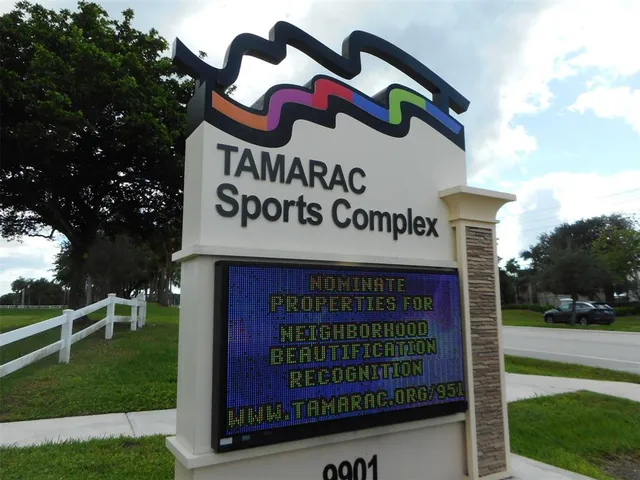 TAMARAC
Sports Complex
NOMINATE
PROPERTIES FOR
NEIGHBORHOOD
BEAUTIFICATION
RECOGNITION
WWW.TAMARAC.ORG/951
9901